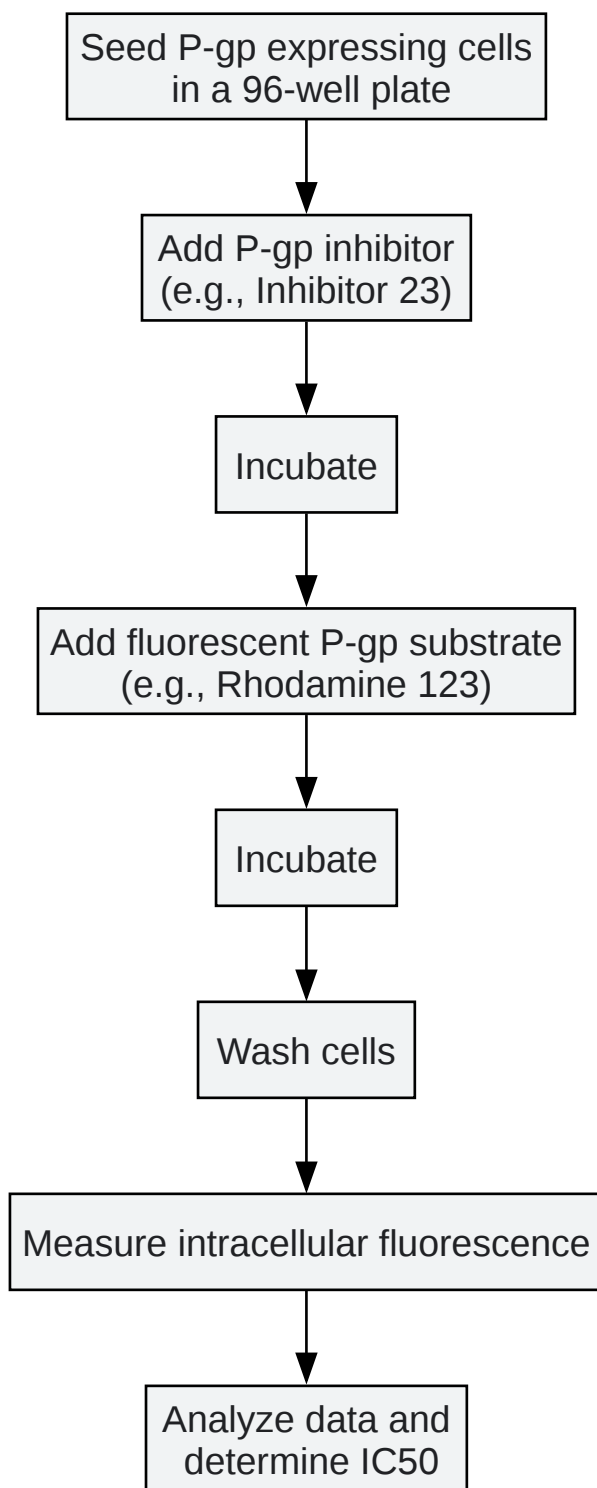 Seed P-gp expressing cells
in a 96-well plate
Add P-gp inhibitor
(e.g., Inhibitor 23)
Incubate
Add fluorescent P-gp substrate
(e.g., Rhodamine 123)
Incubate
Wash cells
Measure intracellular fluorescence
Analyze data and
determine IC50